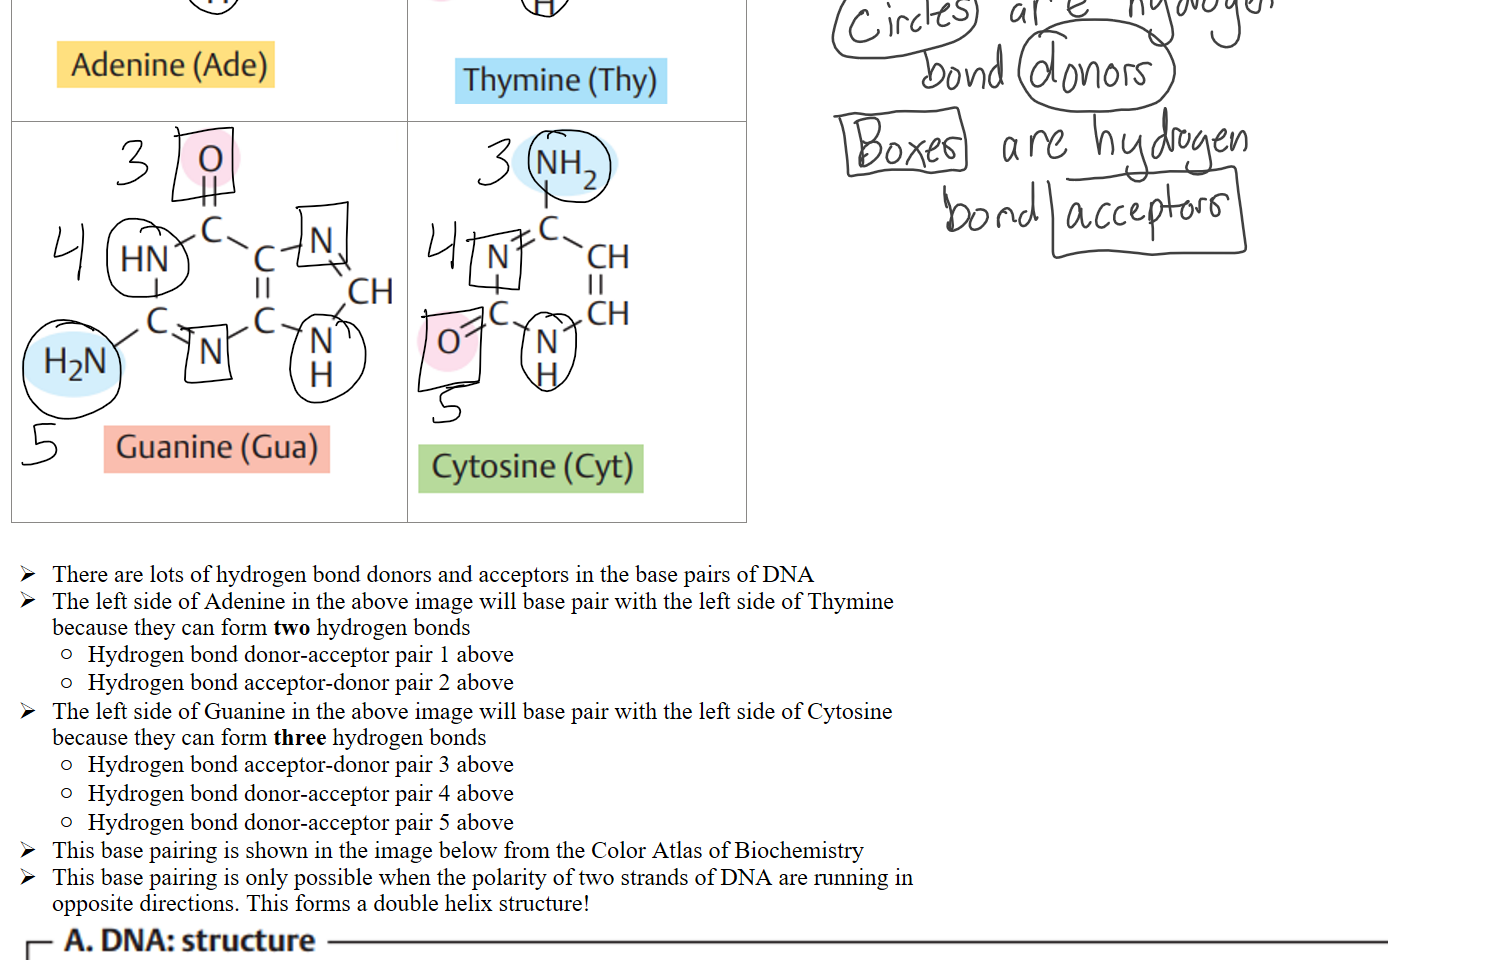 H
H
Circles are hydrogen
Adenine (Ade)
Thymine (Thy)
bond donors
Boxes are hydrogen
bond acceptors
3 O
4 HN C
C N
CH
C C
H₂N N N
H
5
Guanine (Gua)
3 NH₂
4 N C
CH
C CH
O N
H
5
Cytosine (Cyt)
➢ There are lots of hydrogen bond donors and acceptors in the base pairs of DNA
➢ The left side of Adenine in the above image will base pair with the left side of Thymine
because they can form two hydrogen bonds
○ Hydrogen bond donor-acceptor pair 1 above
○ Hydrogen bond acceptor-donor pair 2 above
➢ The left side of Guanine in the above image will base pair with the left side of Cytosine
because they can form three hydrogen bonds
○ Hydrogen bond acceptor-donor pair 3 above
○ Hydrogen bond donor-acceptor pair 4 above
○ Hydrogen bond donor-acceptor pair 5 above
➢ This base pairing is shown in the image below from the Color Atlas of Biochemistry
➢ This base pairing is only possible when the polarity of two strands of DNA are running in
opposite directions. This forms a double helix structure!
A. DNA: structure